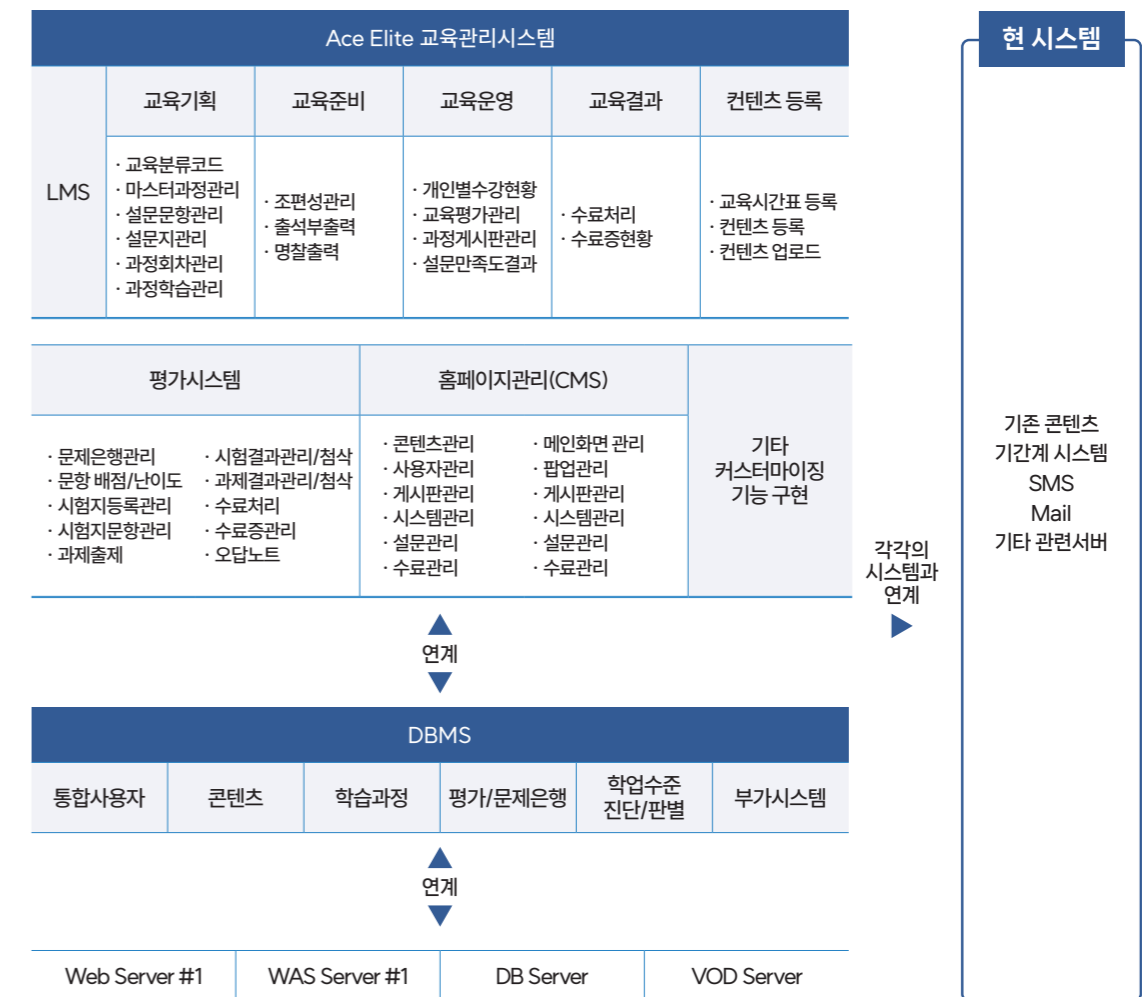 Ace Elite 교육관리시스템
LMS
교육기획
교육준비
교육운영
교육결과
컨텐츠 등록
· 교육분류코드
· 마스터과정관리
· 설문문항관리
· 설문지관리
· 과정회차관리
· 과정학습관리
· 조편성관리
· 출석부출력
· 명찰출력
· 개인별수강현황
· 교육평가관리
· 과정게시판관리
· 설문만족도결과
· 수료처리
· 수료증현황
· 교육시간표 등록
· 컨텐츠 등록
· 컨텐츠 업로드
평가시스템
· 문제은행관리
· 문항 배점/난이도
· 시험지등록관리
· 시험지문항관리
· 과제출제
· 시험결과관리/첨삭
· 과제결과관리/첨삭
· 수료처리
· 수료증관리
· 오답노트
홈페이지관리(CMS)
· 콘텐츠관리
· 사용자관리
· 게시판관리
· 시스템관리
· 설문관리
· 수료관리
· 메인화면 관리
· 팝업관리
· 게시판관리
· 시스템관리
· 설문관리
· 수료관리
기타
커스터마이징
기능 구현
연계
DBMS
통합사용자
콘텐츠
학습과정
평가/문제은행
학업수준
진단/판별
부가시스템
연계
Web Server #1
WAS Server #1
DB Server
VOD Server
각각의
시스템과
연계
현 시스템
기존 콘텐츠
기간계 시스템
SMS
Mail
기타 관련서버